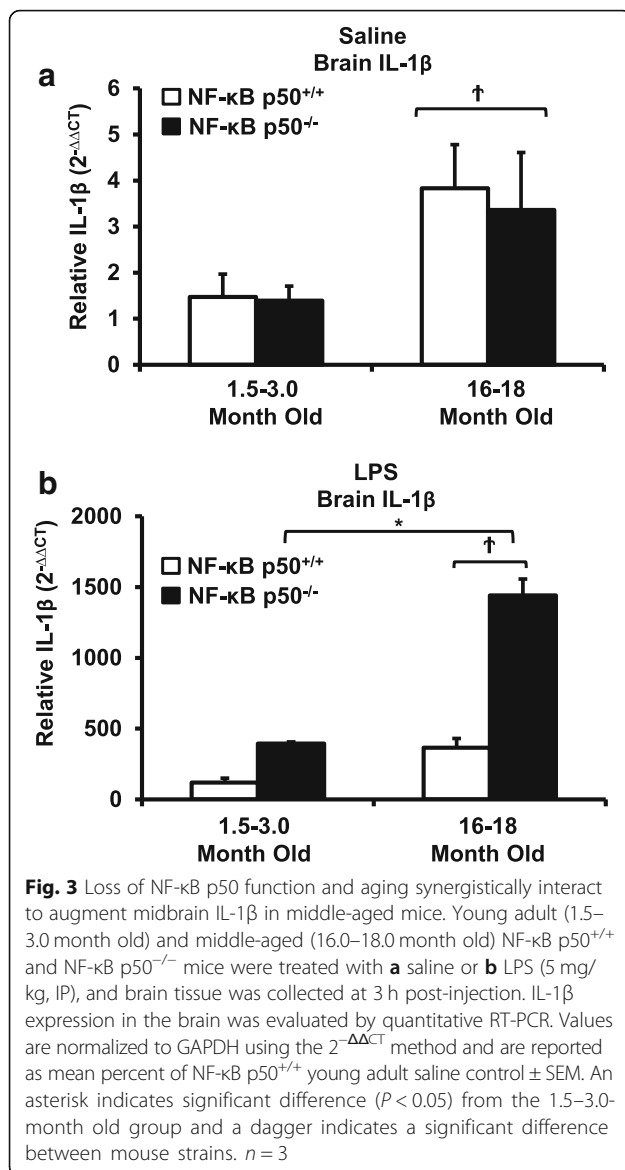 Saline
a Brain IL-1β
Relative IL-1β (2-ΔΔCT)
6
5
4
3
2
1
0
NF-κB p50+/+
NF-κB p50-/-
†
1.5-3.0
Month Old
16-18
Month Old
LPS
b Brain IL-1β
Relative IL-1β (2-ΔΔCT)
2000
1500
1000
500
0
*
NF-κB p50+/+
NF-κB p50-/-
†
1.5-3.0
Month Old
16-18
Month Old
Fig. 3 Loss of NF-κB p50 function and aging synergistically interact
to augment midbrain IL-1β in middle-aged mice. Young adult (1.5–
3.0 month old) and middle-aged (16.0–18.0 month old) NF-κB p50+/+
and NF-κB p50−/− mice were treated with a saline or b LPS (5 mg/
kg, IP), and brain tissue was collected at 3 h post-injection. IL-1β
expression in the brain was evaluated by quantitative RT-PCR. Values
are normalized to GAPDH using the 2−ΔΔCT method and are reported
as mean percent of NF-κB p50+/+ young adult saline control ± SEM. An
asterisk indicates significant difference (P < 0.05) from the 1.5–3.0-
month old group and a dagger indicates a significant difference
between mouse strains. n = 3